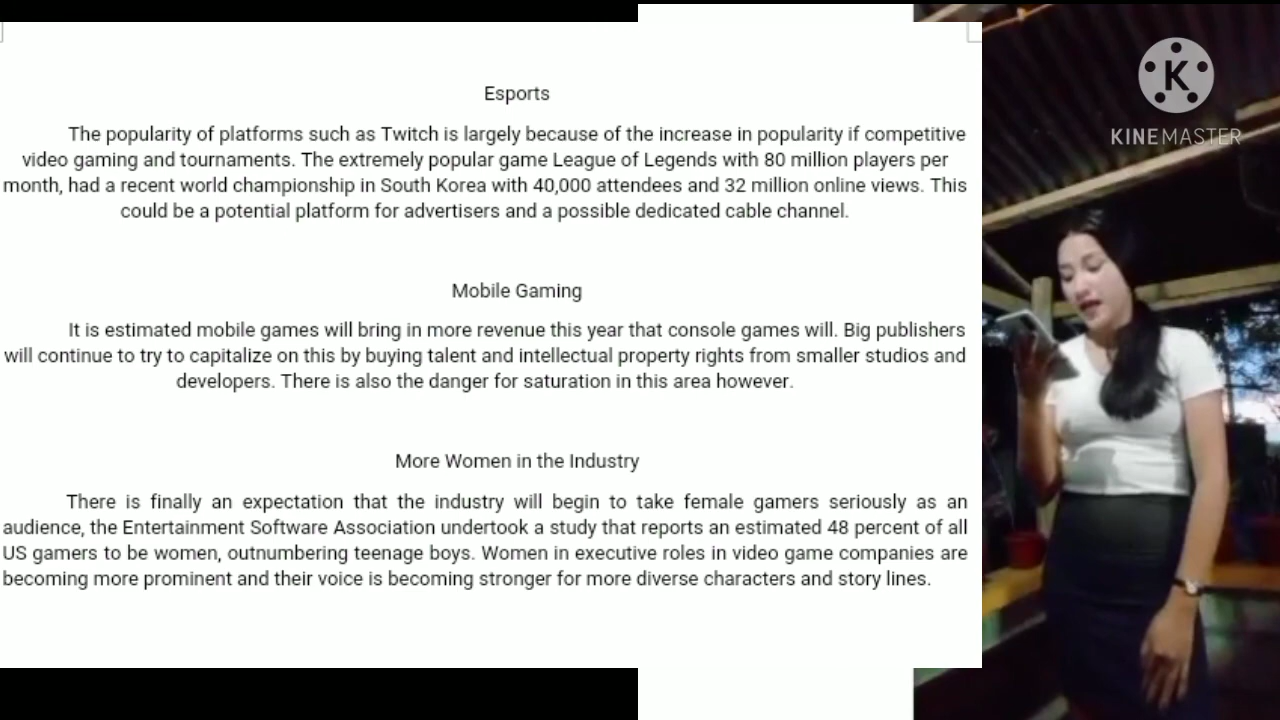 Esports
The popularity of platforms such as Twitch is largely because of the increase in popularity if competitive
video gaming and tournaments. The extremely popular game League of Legends with 80 million players per
month, had a recent world championship in South Korea with 40,000 attendees and 32 million online views. This
could be a potential platform for advertisers and a possible dedicated cable channel.
Mobile Gaming
It is estimated mobile games will bring in more revenue this year that console games will. Big publishers
will continue to try to capitalize on this by buying talent and intellectual property rights from smaller studios and
developers. There is also the danger for saturation in this area however.
More Women in the Industry
There is finally an expectation that the industry will begin to take female gamers seriously as an
audience, the Entertainment Software Association undertook a study that reports an estimated 48 percent of all
US gamers to be women, outnumbering teenage boys. Women in executive roles in video game companies are
becoming more prominent and their voice is becoming stronger for more diverse characters and story lines.
K
KINEMASTER